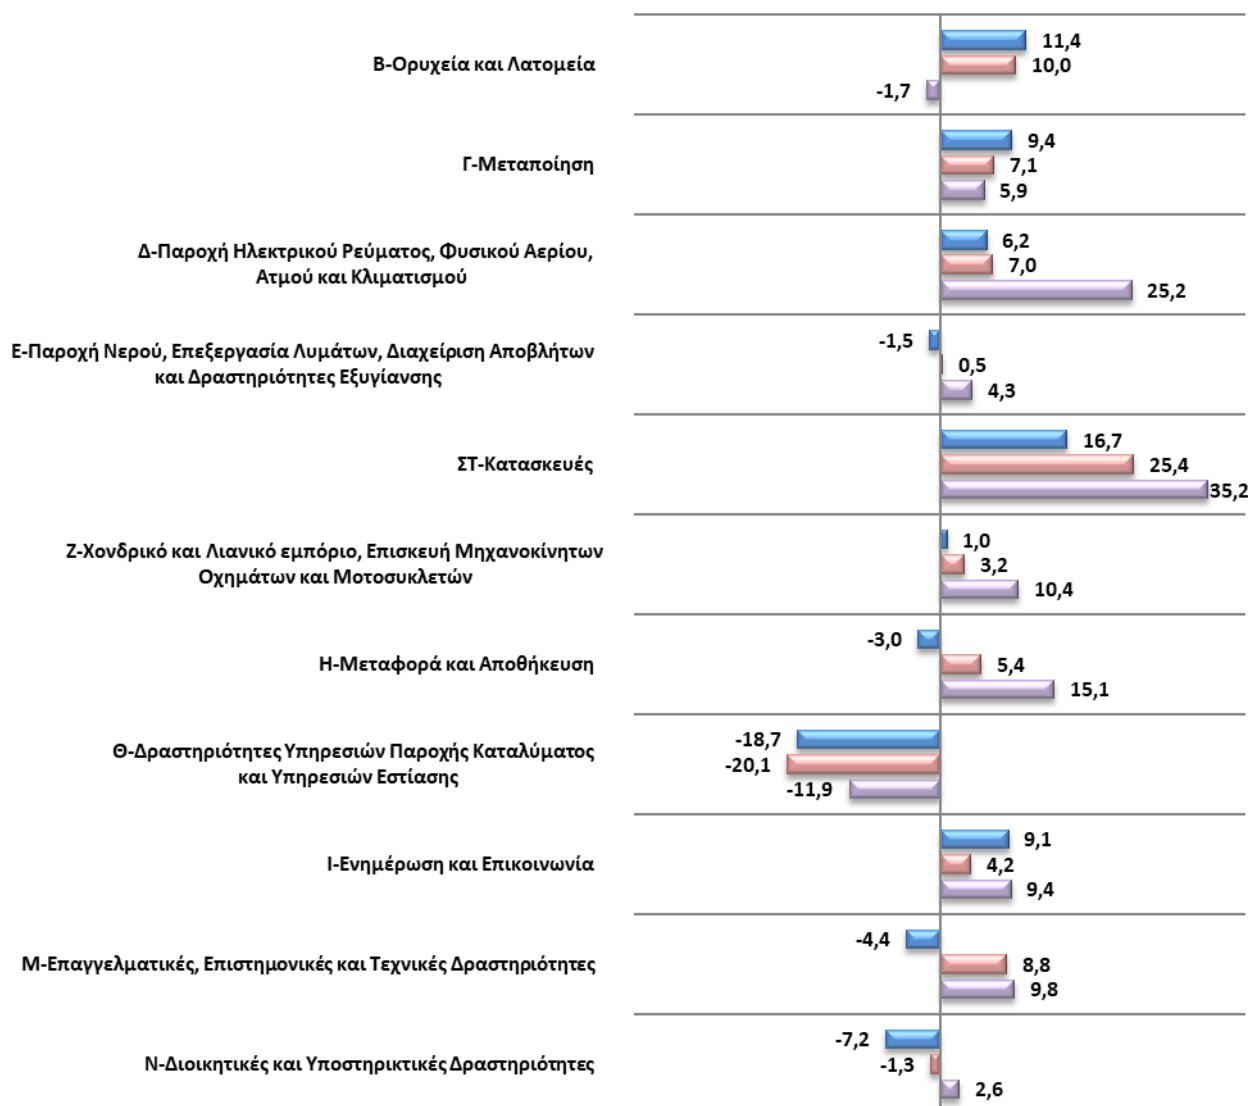 Β-Ορυχεία και Λατομεία
11,4
10,0
-1,7
Γ-Μεταποίηση
9,4
7,1
5,9
Δ-Παροχή Ηλεκτρικού Ρεύματος, Φυσικού Αερίου,
Ατμού και Κλιματισμού
6,2
7,0
25,2
Ε-Παροχή Νερού, Επεξεργασία Λυμάτων, Διαχείριση Αποβλήτων
και Δραστηριότητες Εξυγίανσης
-1,5
0,5
4,3
ΣΤ-Κατασκευές
16,7
25,4
35,2
Ζ-Χονδρικό και Λιανικό εμπόριο, Επισκευή Μηχανοκίνητων
Οχημάτων και Μοτοσυκλετών
1,0
3,2
10,4
Η-Μεταφορά και Αποθήκευση
-3,0
5,4
15,1
Θ-Δραστηριότητες Υπηρεσιών Παροχής Καταλύματος
και Υπηρεσιών Εστίασης
-18,7
-20,1
-11,9
Ι-Ενημέρωση και Επικοινωνία
9,1
4,2
9,4
Μ-Επαγγελματικές, Επιστημονικές και Τεχνικές Δραστηριότητες
-4,4
8,8
9,8
Ν-Διοικητικές και Υποστηρικτικές Δραστηριότητες
-7,2
-1,3
2,6